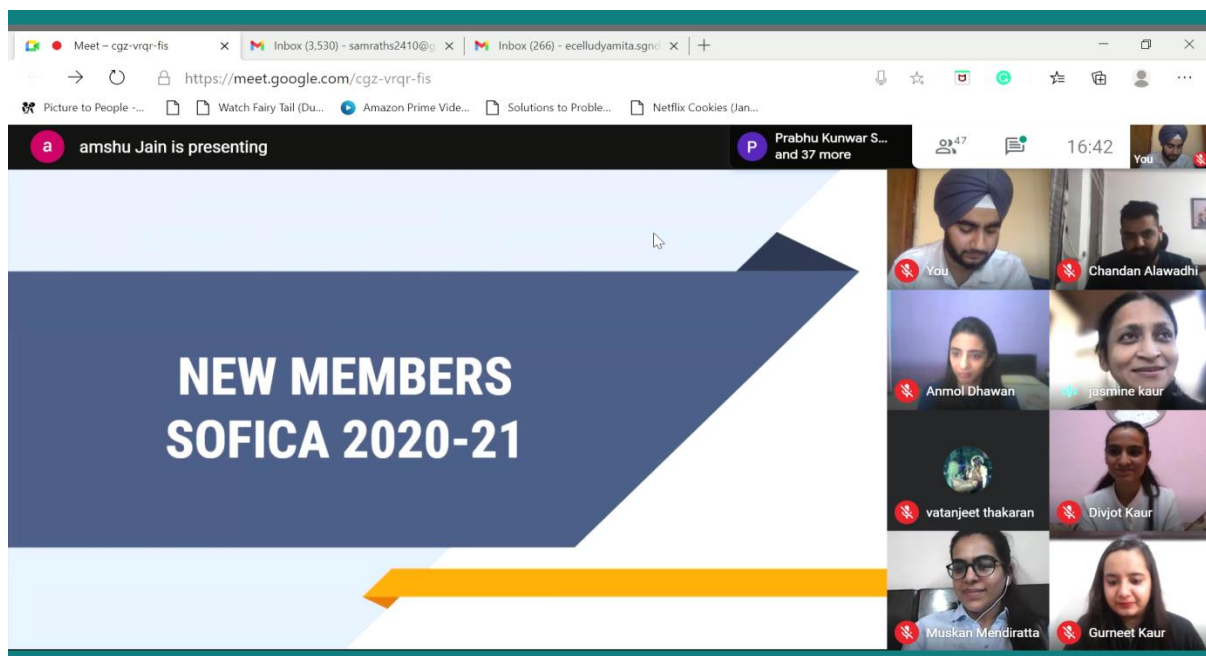 Meet – cgz-vrqr-fis
Inbox (3,530) - samraths2410@g
Inbox (266) - ecelludyamita.sgnd
https://meet.google.com/cgz-vrqr-fis
Picture to People -...
Watch Fairy Tail (Du...
Amazon Prime Vide...
Solutions to Proble...
Netflix Cookies (Jan...
a
amshu Jain is presenting
P
Prabhu Kunwar S...
and 37 more
47
16:42
You
NEW MEMBERS
SOFICA 2020-21
You
Chandan Alawadhi
Anmol Dhawan
jasmine kaur
vatanjeet thakaran
Divjot Kaur
Muskan Mendiratta
Gurneet Kaur